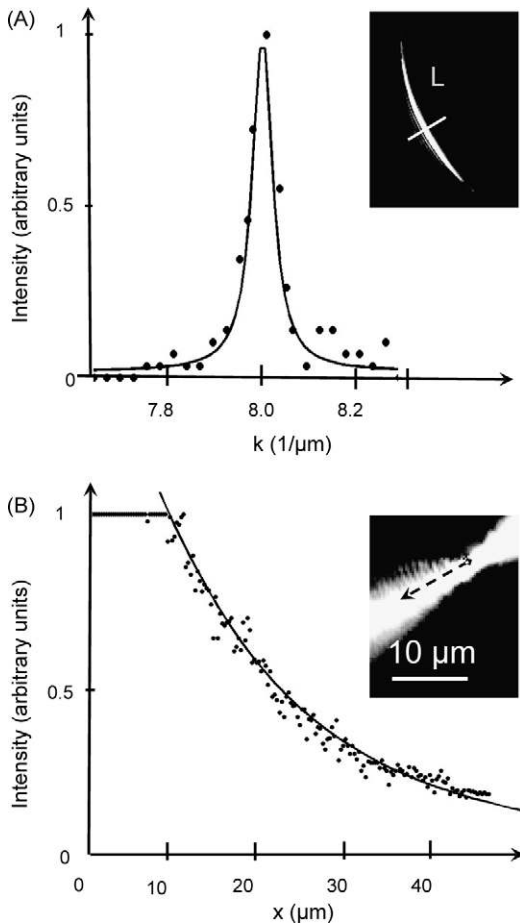 (A)
Intensity (arbitrary units)
1
0.5
0
7.8 8.0 8.2
k (1/µm)
L
(B)
Intensity (arbitrary units)
1
0.5
0
0 10 20 30 40
x (µm)
10 µm